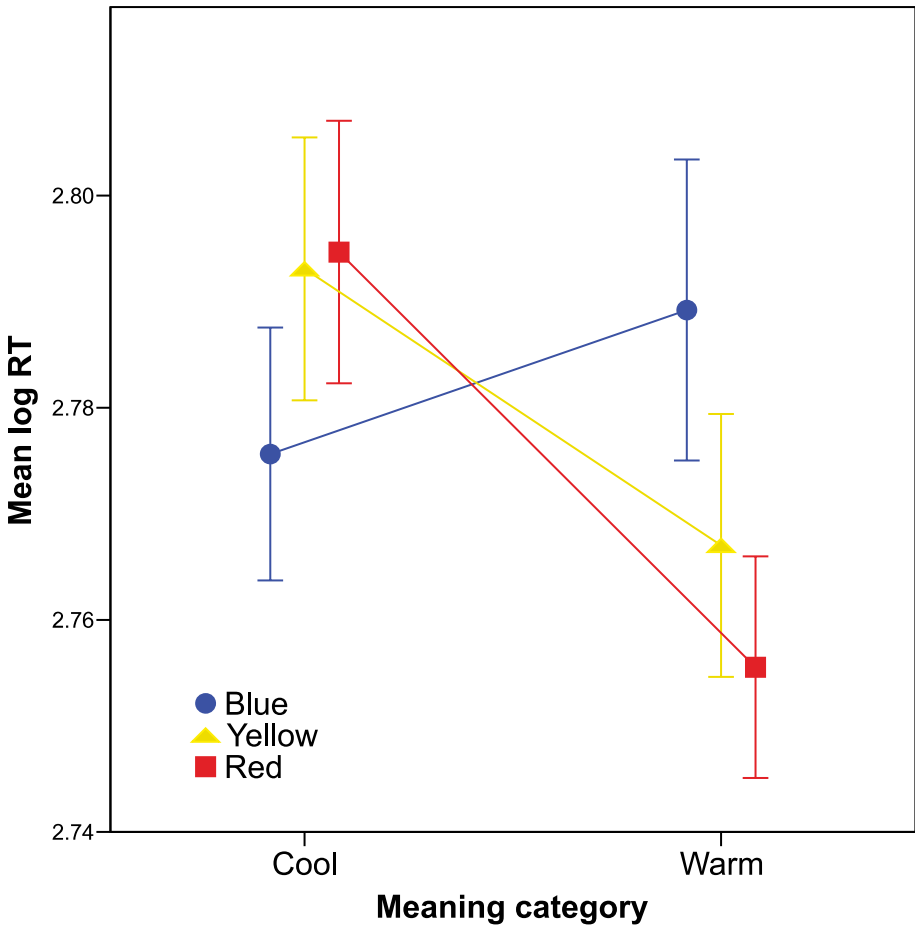 Mean log RT
2.80
2.78
2.76
2.74
Blue
Yellow
Red
Cool Warm
Meaning category